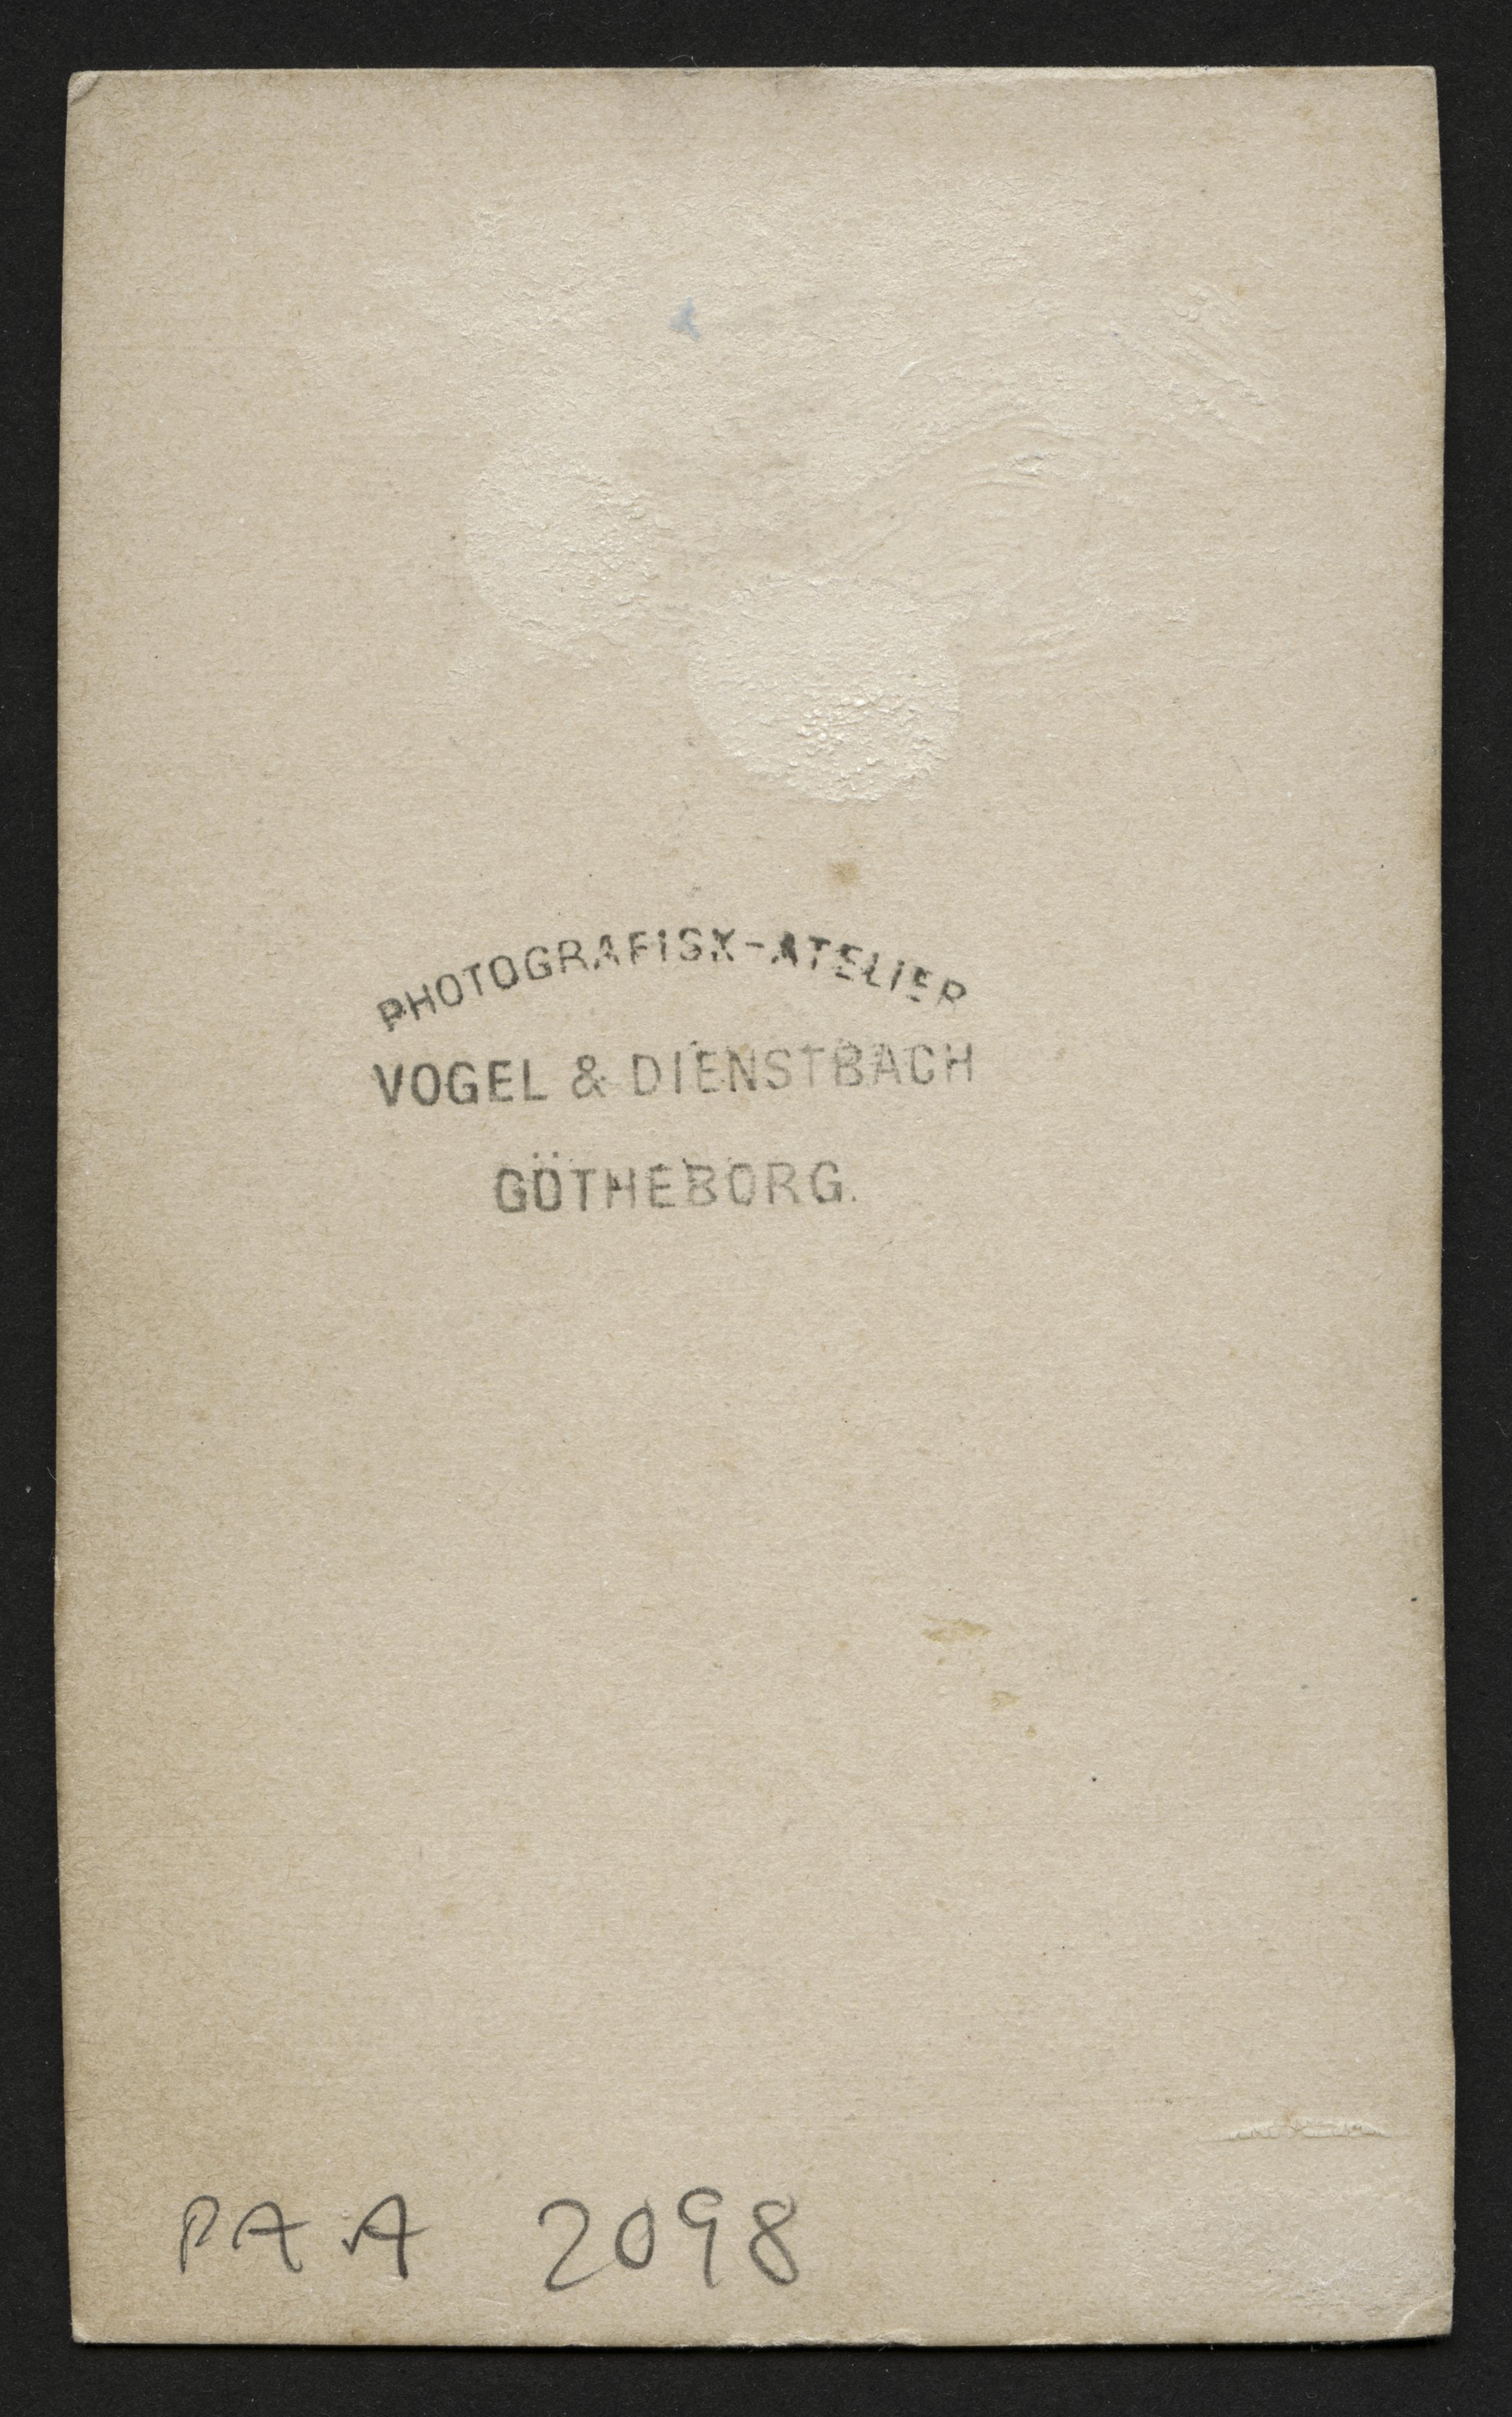 PHOTOGRAFISK-ATELIER
VOGEL & DIENSTBACH
GÖTHEBORG.
PAA 2098